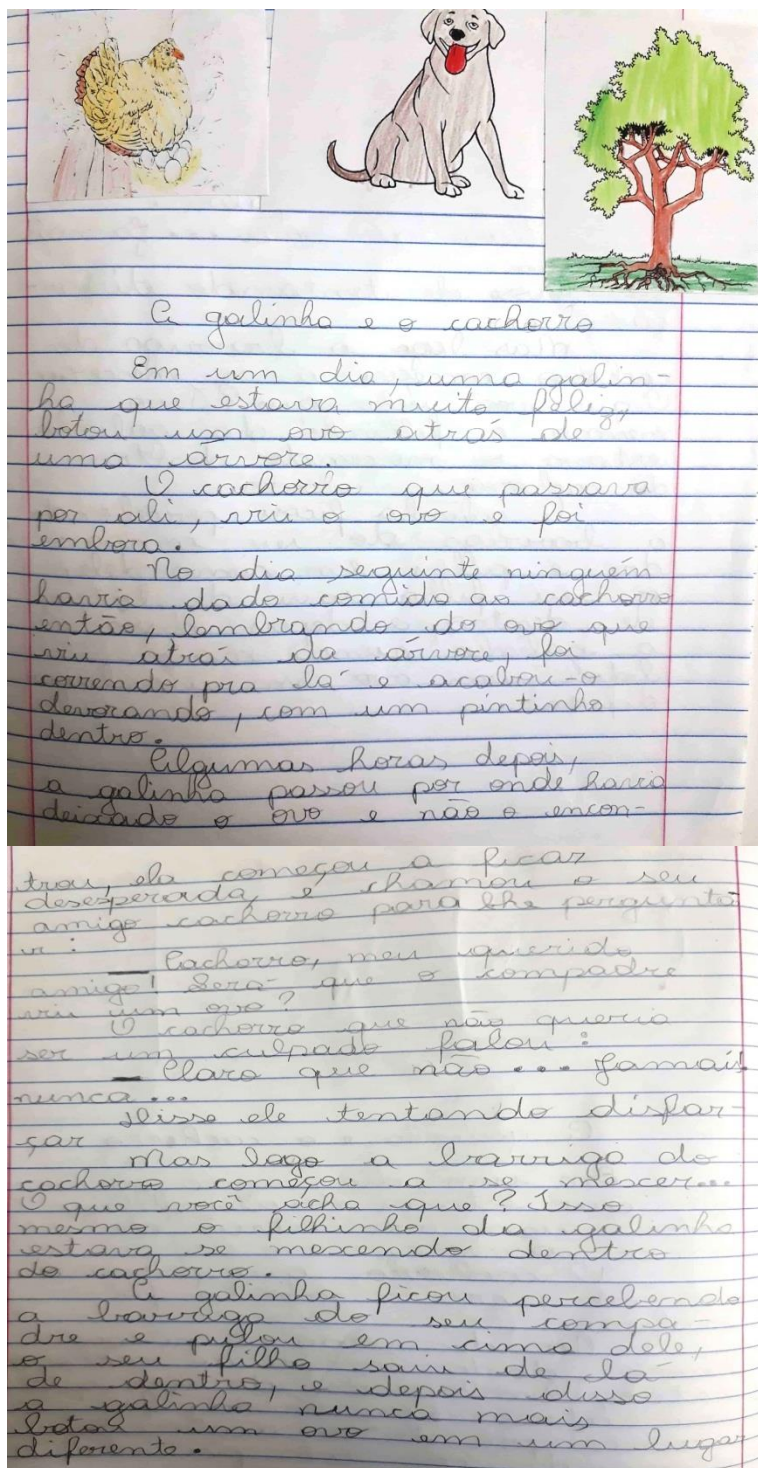 A galinha e o cachorro
Em um dia, uma galin-
ha que estava muito feliz,
botou um ovo atrás de
uma árvore.
O cachorro que passava
por ali, viu o ovo e foi
embora.
No dia seguinte ninguém
havia dado comida ao cachorro
então, lembrando do ovo que
viu atraí da árvore, foi
correndo pra lá e acabou-o
devorando, com um pintinho
dentro.
Algumas horas depois,
a galinha passou por onde havia
deixado o ovo e não o encon-
trou, ela começou a ficar
desesperada, e chamou o seu
amigo cachorro para lhe pergunta
r:
— Cachorro, meu querido
amigo! Será que o compadre
viu um ovo?
O cachorro que não queria
ser um culpado falou:
— Claro que não... Jamais
nunca...
Disse ele tentando disfar-
çar
Mas logo a barriga do
cachorro começou a se mescer...
O que você acha que? Isso
mesmo o filhinho da galinha
estava se mexendo dentro
do cachorro.
A galinha ficou percebendo
a barriga do seu compa-
dre e pulou em cima dele,
o seu filho saiu de lá
de dentro, e depois disso
a galinha nunca mais
botou um ovo em um lugar
diferente.